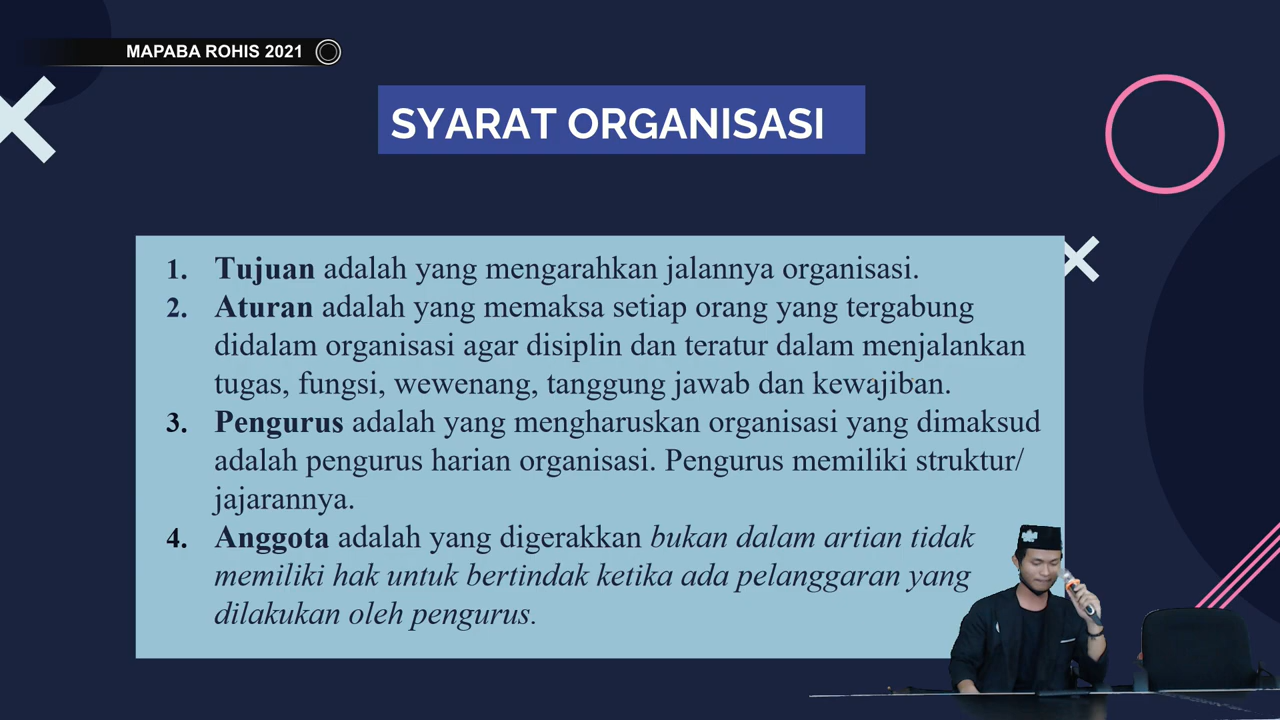 MAPABA ROHIS 2021
SYARAT ORGANISASI
1. Tujuan adalah yang mengarahkan jalannya organisasi.
2. Aturan adalah yang memaksa setiap orang yang tergabung
didalam organisasi agar disiplin dan teratur dalam menjalankan
tugas, fungsi, wewenang, tanggung jawab dan kewajiban.
3. Pengurus adalah yang mengharuskan organisasi yang dimaksud
adalah pengurus harian organisasi. Pengurus memiliki struktur/
jajarannya.
4. Anggota adalah yang digerakkan bukan dalam artian tidak
memiliki hak untuk bertindak ketika ada pelanggaran yang
dilakukan oleh pengurus.